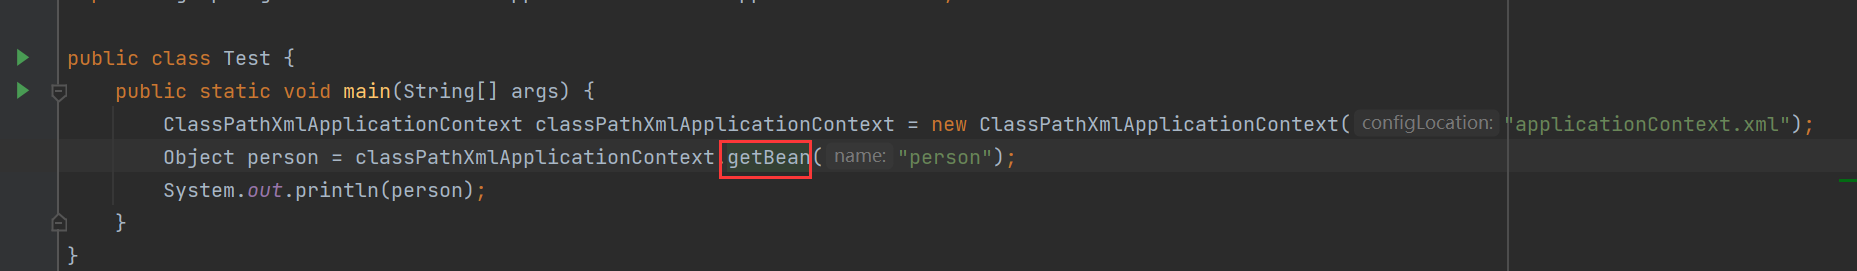 public class Test {
public static void main(String[] args) {
ClassPathXmlApplicationContext classPathXmlApplicationContext = new ClassPathXmlApplicationContext( configLocation: "applicationContext.xml");
Object person = classPathXmlApplicationContext.getBean( name: "person");
System.out.println(person);
}
}